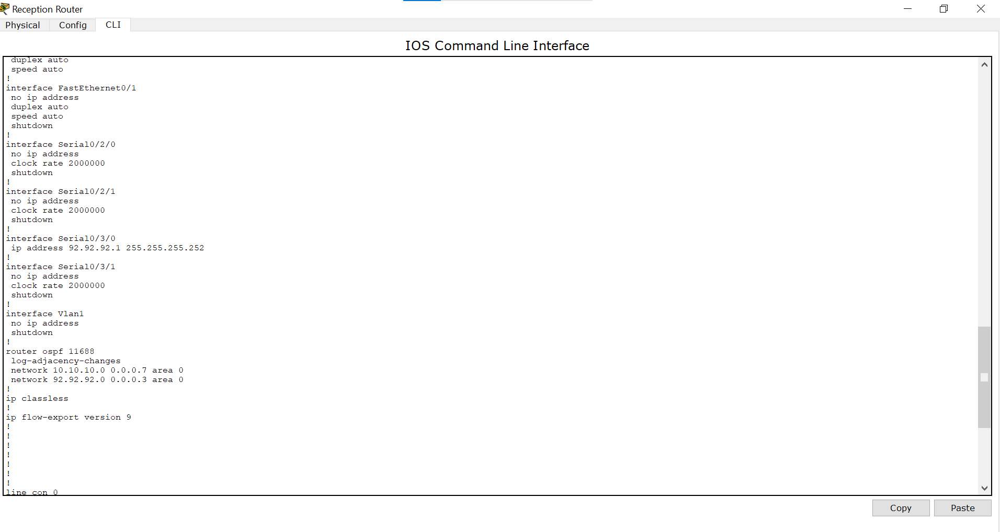 Reception Router
Physical Config CLI
IOS Command Line Interface
duplex auto
speed auto
!
interface FastEthernet0/1
no ip address
duplex auto
speed auto
shutdown
!
interface Serial0/2/0
no ip address
clock rate 2000000
shutdown
!
interface Serial0/2/1
no ip address
clock rate 2000000
shutdown
!
interface Serial0/3/0
ip address 92.92.92.1 255.255.255.252
!
interface Serial0/3/1
no ip address
clock rate 2000000
shutdown
!
interface Vlan1
no ip address
shutdown
!
router ospf 11688
log-adjacency-changes
network 10.10.10.0 0.0.0.7 area 0
network 92.92.92.0 0.0.0.3 area 0
!
ip classless
!
ip flow-export version 9
!
!
!
!
!
!
!
line con 0
Copy Paste